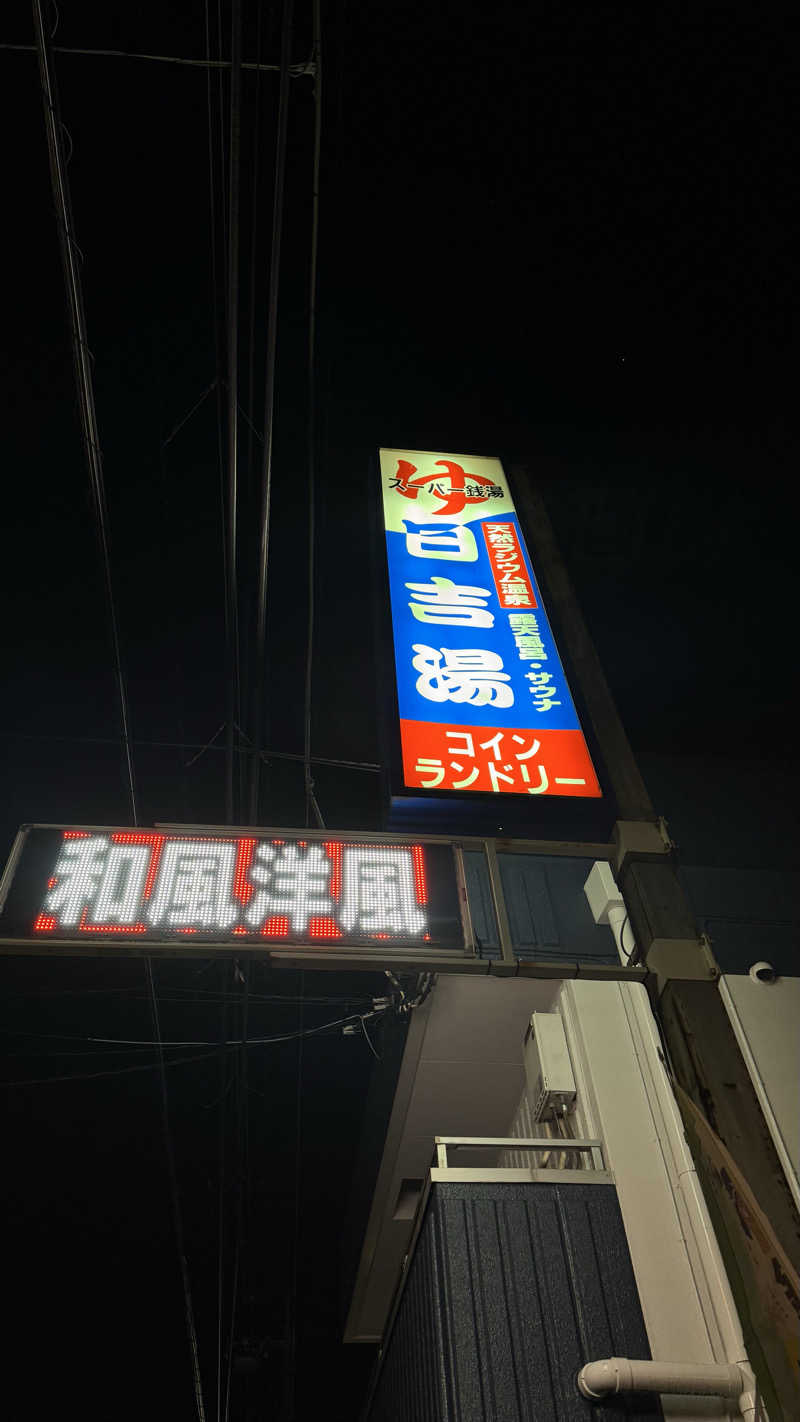 ゆ
スーパー銭湯
天然ラジウム温泉
露天風呂・サウナ
日吉湯
コイン
ランドリー
和風洋風